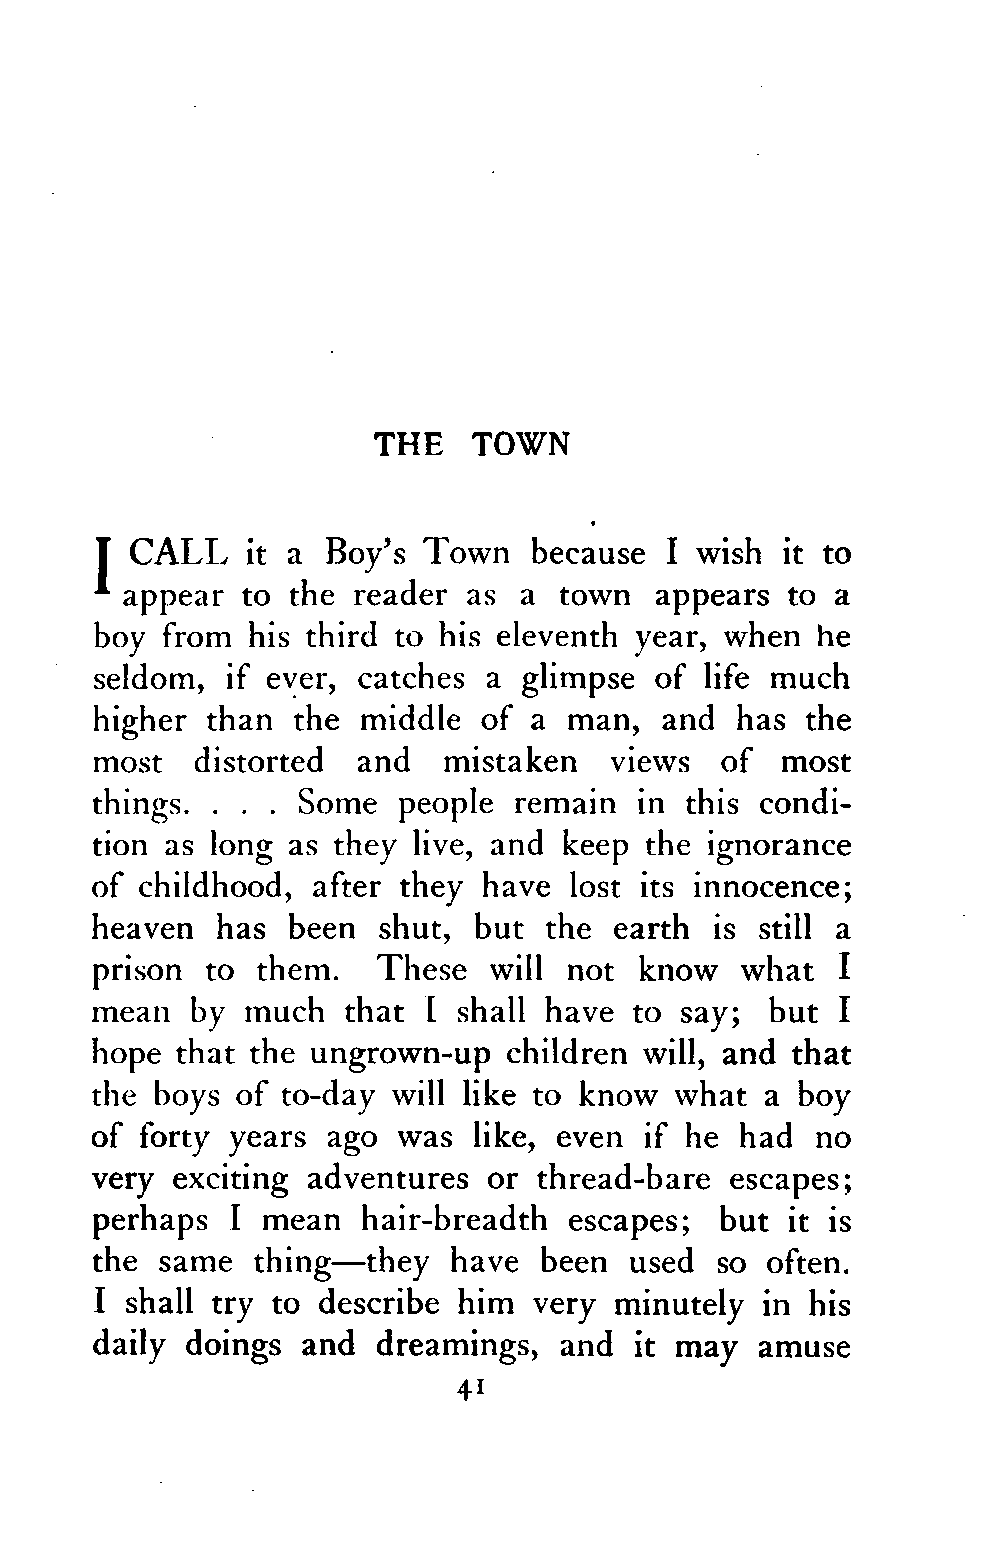 THE TOWN
I CALL it a Boy's Town because I wish it to
appear to the reader as a town appears to a
boy from his third to his eleventh year, when he
seldom, if ever, catches a glimpse of life much
higher than the middle of a man, and has the
most distorted and mistaken views of most
things. . . . Some people remain in this condi-
tion as long as they live, and keep the ignorance
of childhood, after they have lost its innocence;
heaven has been shut, but the earth is still a
prison to them. These will not know what I
mean by much that I shall have to say; but I
hope that the ungrown-up children will, and that
the boys of to-day will like to know what a boy
of forty years ago was like, even if he had no
very exciting adventures or thread-bare escapes;
perhaps I mean hair-breadth escapes; but it is
the same thing—they have been used so often.
I shall try to describe him very minutely in his
daily doings and dreamings, and it may amuse
41